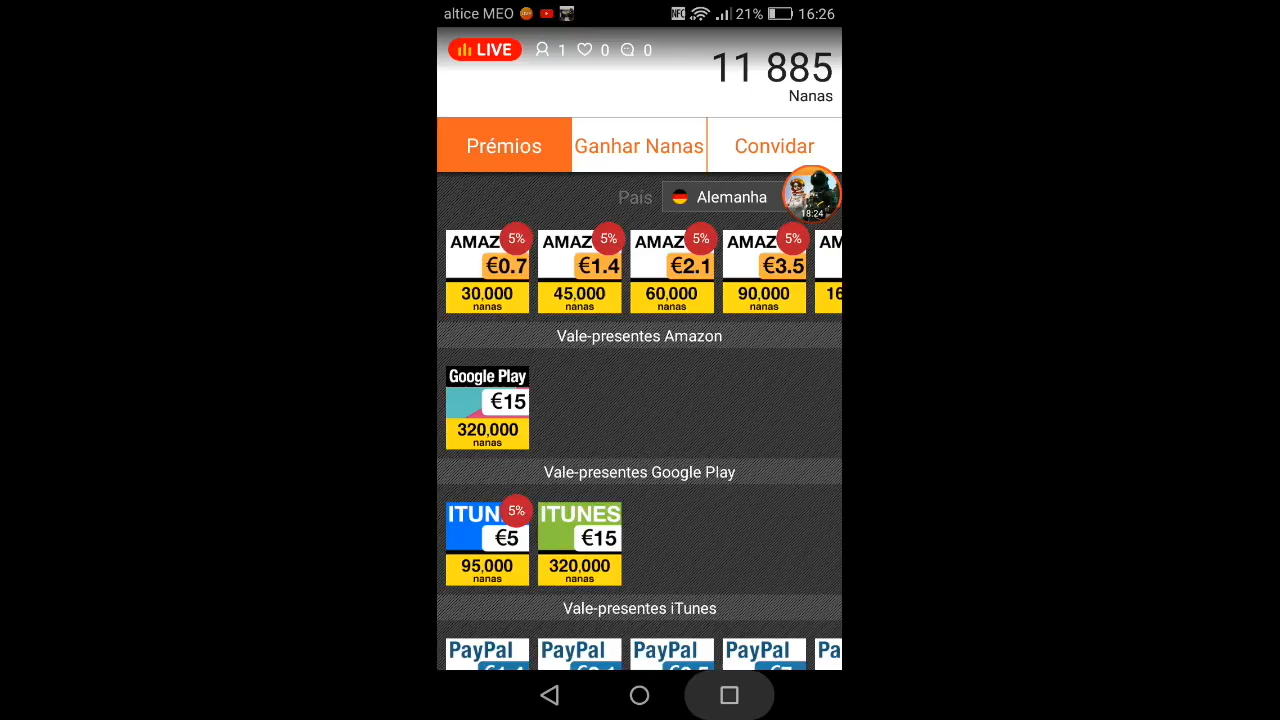 altice MEO NFC 21% 16:26
LIVE 1 0 0
11 885
Nanas
Prémios Ganhar Nanas Convidar
País Alemanha
18:24
AMAZ 5% AMAZ 5% AMAZ 5% AMAZ 5% AM
€0.7 €1.4 €2.1 €3.5
30,000 45,000 60,000 90,000 16
nanas nanas nanas nanas
Vale-presentes Amazon
Google Play
€15
320,000
nanas
Vale-presentes Google Play
ITUN 5% ITUNES
€5 €15
95,000 320,000
nanas nanas
Vale-presentes iTunes
PayPal PayPal PayPal PayPal Pa